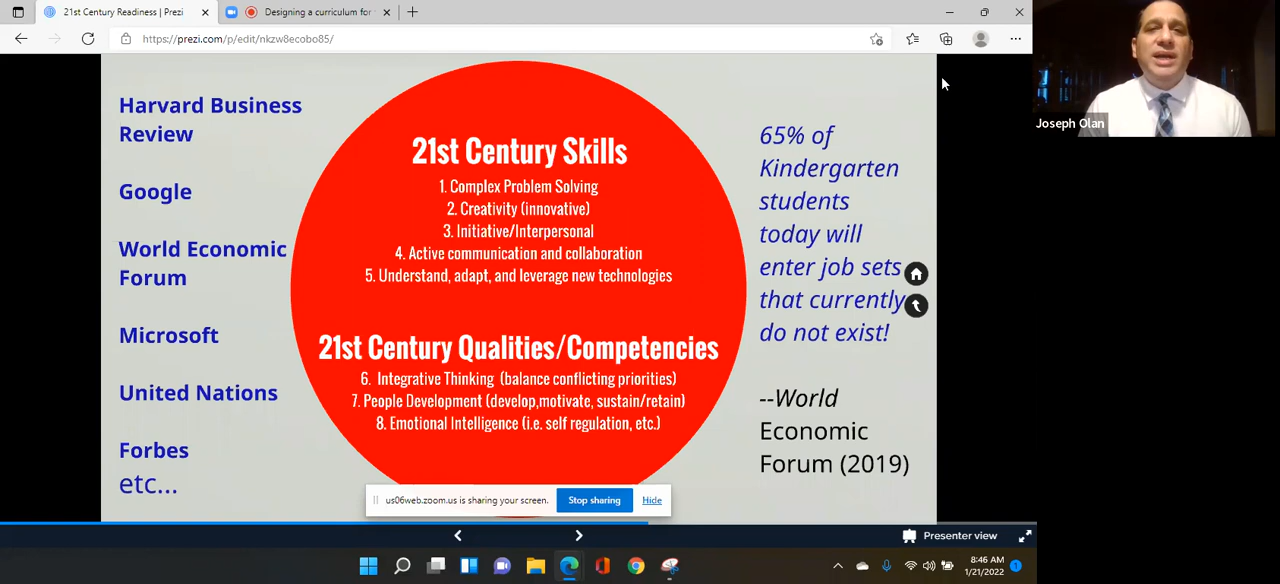 21st Century Readiness | Prezi
Designing a curriculum for
https://prezi.com/p/edit/nkzw8ecobo85/
Harvard Business
Review
Google
World Economic
Forum
Microsoft
United Nations
Forbes
etc...
21st Century Skills
1. Complex Problem Solving
2. Creativity (innovative)
3. Initiative/Interpersonal
4. Active communication and collaboration
5. Understand, adapt, and leverage new technologies
21st Century Qualities/Competencies
6. Integrative Thinking (balance conflicting priorities)
7. People Development (develop,motivate, sustain/retain)
8. Emotional Intelligence (i.e. self regulation, etc.)
65% of
Kindergarten
students
today will
enter job sets
that currently
do not exist!
--World
Economic
Forum (2019)
Joseph Olan
us06web.zoom.us is sharing your screen.
Stop sharing
Hide
Presenter view
8:46 AM
1/21/2022
1